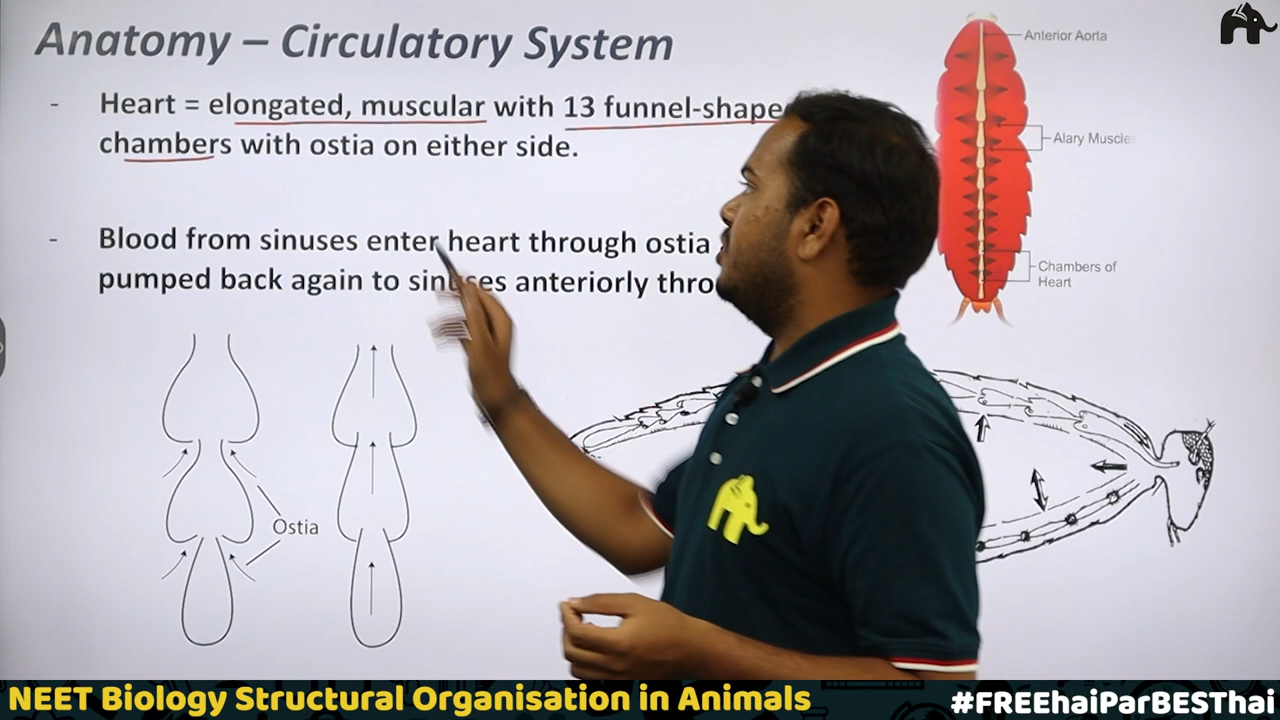 Anatomy – Circulatory System
- Heart = elongated, muscular with 13 funnel-shape
chambers with ostia on either side.
- Blood from sinuses enter heart through ostia
pumped back again to sinuses anteriorly thro
Ostia
Anterior Aorta
Alary Muscles
Chambers of
Heart
NEET Biology Structural Organisation in Animals
#FREEhaiParBESThai